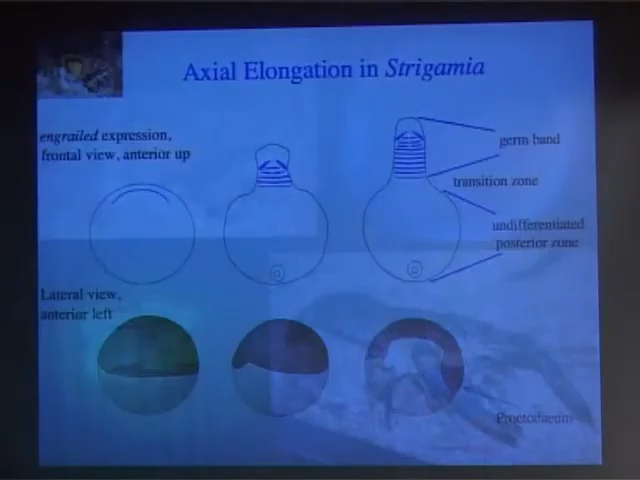 Axial Elongation in Strigamia
engrailed expression,
frontal view, anterior up
germ band
transition zone
undifferentiated
posterior zone
Lateral view,
anterior left
Proctodaeum